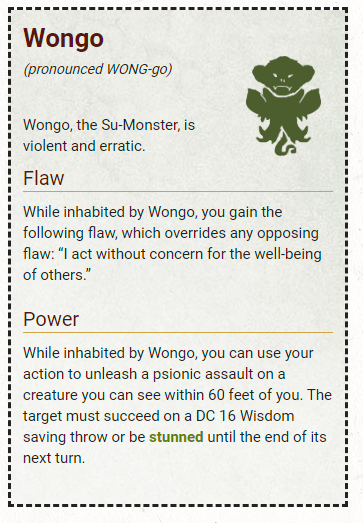 Wongo
(pronounced WONG-go)
Wongo, the Su-Monster, is
violent and erratic.
Flaw
While inhabited by Wongo, you gain the
following flaw, which overrides any opposing
flaw: “I act without concern for the well-being
of others.”
Power
While inhabited by Wongo, you can use your
action to unleash a psionic assault on a
creature you can see within 60 feet of you. The
target must succeed on a DC 16 Wisdom
saving throw or be stunned until the end of its
next turn.